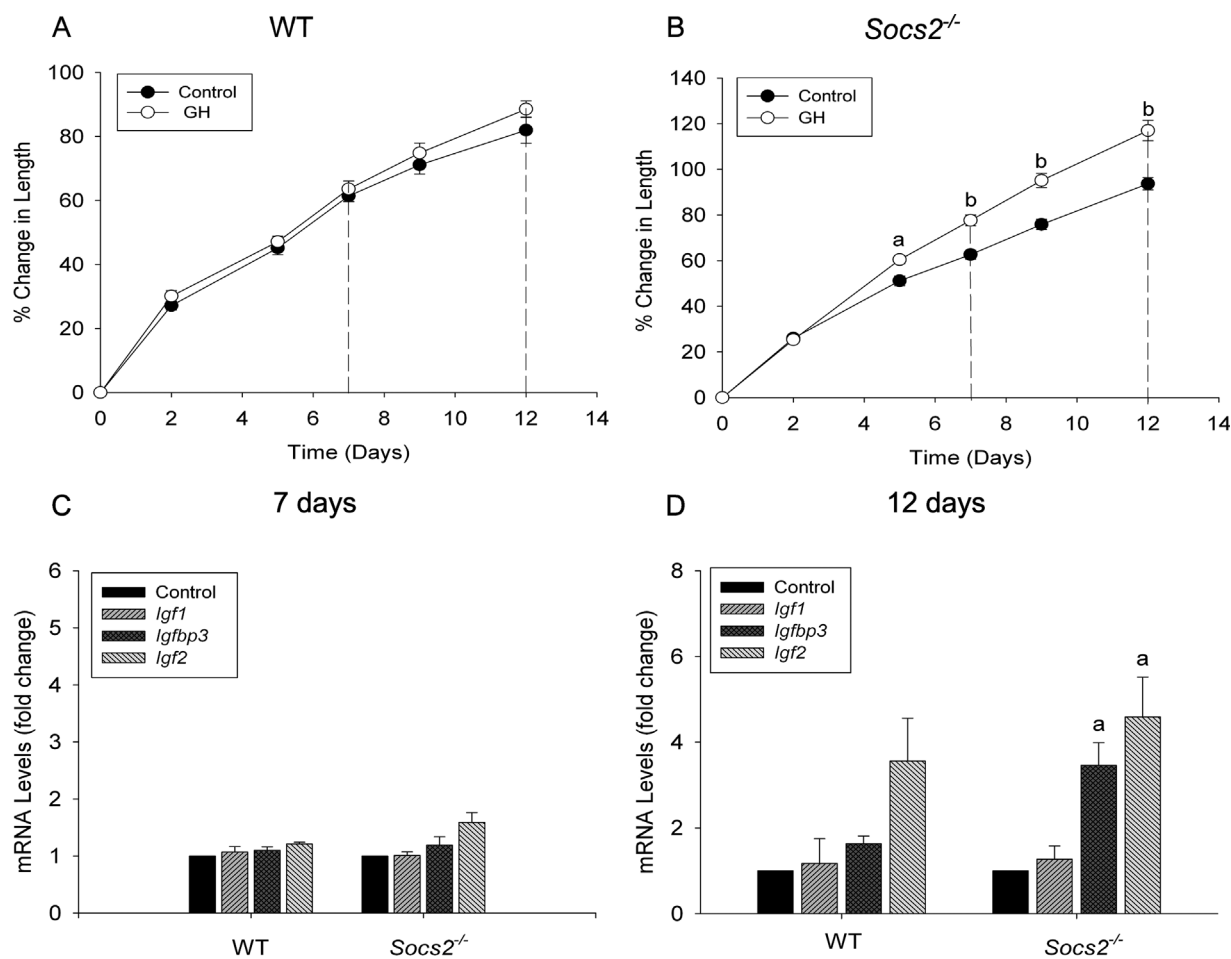 A WT
100
80
60
40
20
0
% Change in Length
Control
GH
0 2 4 6 8 10 12 14
Time (Days)
B Socs2-/-
140
120
100
80
60
40
20
0
% Change in Length
Control
GH
a
b
b
b
0 2 4 6 8 10 12 14
Time (Days)
C 7 days
6
5
4
3
2
1
0
mRNA Levels (fold change)
Control
Igf1
Igfbp3
Igf2
WT Socs2-/-
D 12 days
8
6
4
2
0
mRNA Levels (fold change)
Control
Igf1
Igfbp3
Igf2
a
a
WT Socs2-/-